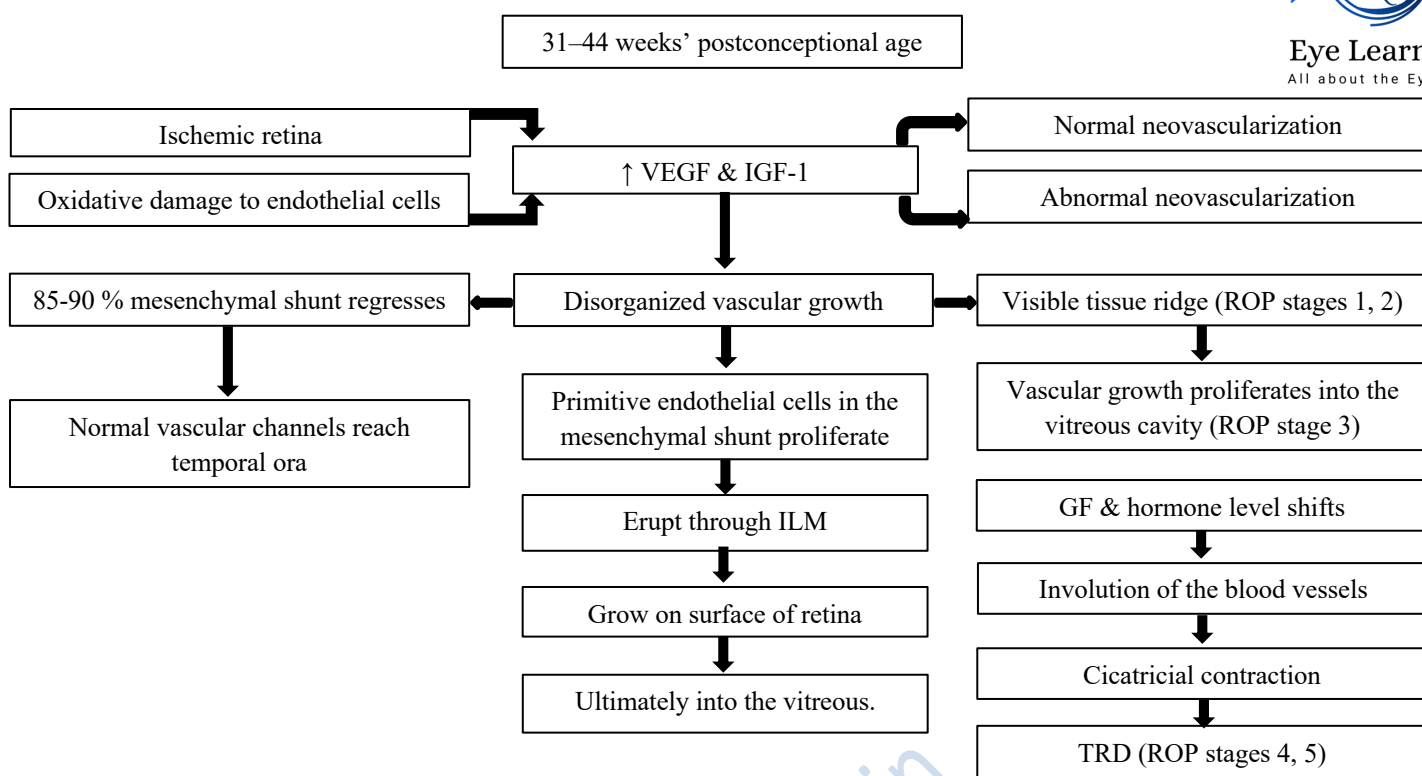 31–44 weeks’ postconceptional age
Eye Learn
All about the Ey
Ischemic retina
Oxidative damage to endothelial cells
↑ VEGF & IGF-1
Normal neovascularization
Abnormal neovascularization
85-90 % mesenchymal shunt regresses
Disorganized vascular growth
Visible tissue ridge (ROP stages 1, 2)
Normal vascular channels reach
temporal ora
Primitive endothelial cells in the
mesenchymal shunt proliferate
Erupt through ILM
Grow on surface of retina
Ultimately into the vitreous.
Vascular growth proliferates into the
vitreous cavity (ROP stage 3)
GF & hormone level shifts
Involution of the blood vessels
Cicatricial contraction
TRD (ROP stages 4, 5)
in